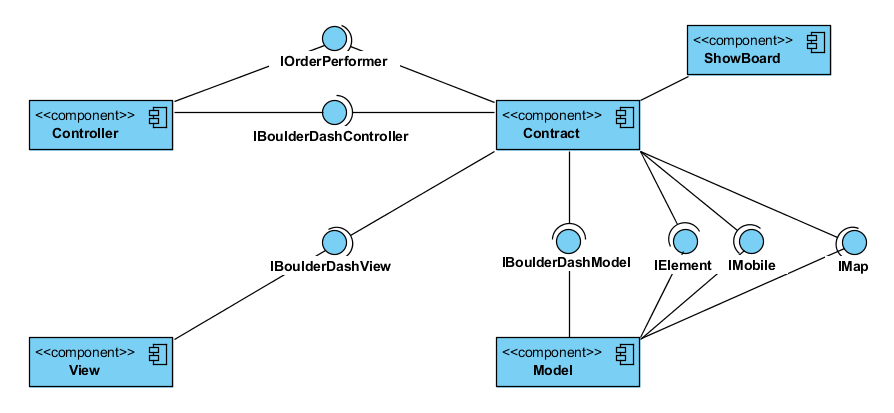 <<component>>
ShowBoard
IOrderPerformer
<<component>>
Controller
IBoulderDashController
<<component>>
Contract
IBoulderDashView
IBoulderDashModel
IElement
IMobile
IMap
<<component>>
View
<<component>>
Model